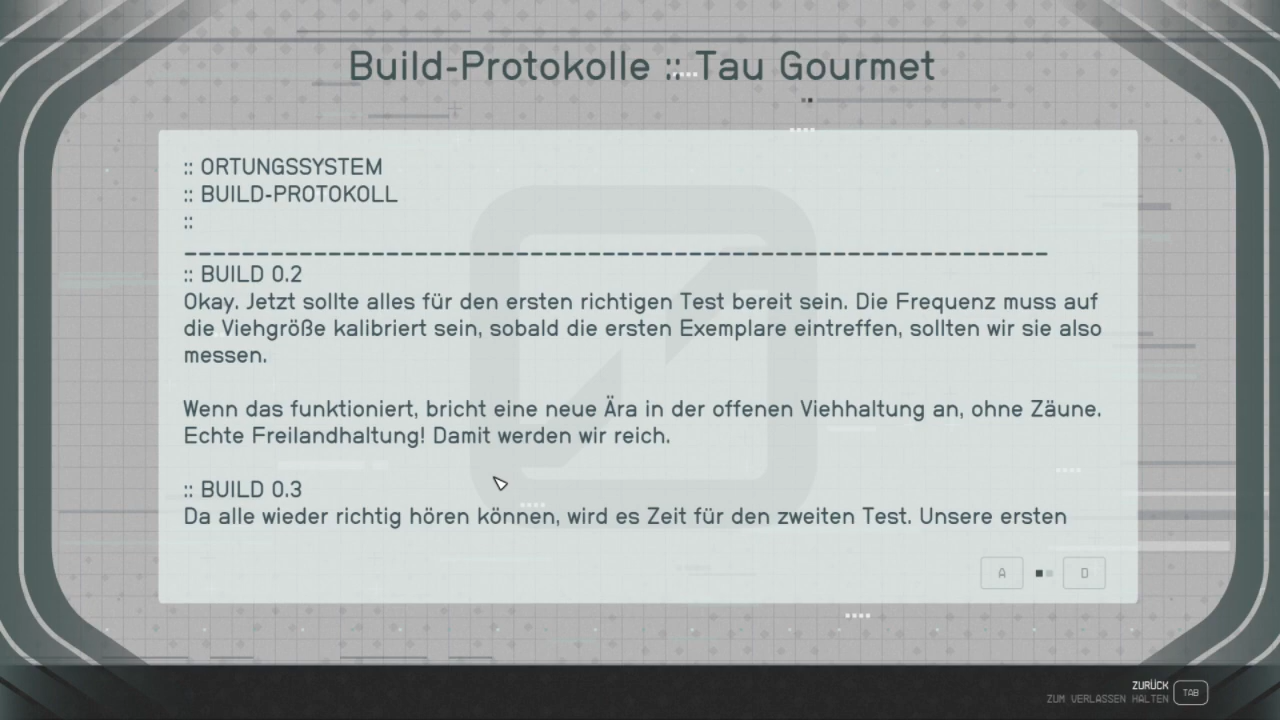 Build-Protokolle :: Tau Gourmet
:: ORTUNGSSYSTEM
:: BUILD-PROTOKOLL
::
------------------------------------------------------------
:: BUILD 0.2
Okay. Jetzt sollte alles für den ersten richtigen Test bereit sein. Die Frequenz muss auf
die Viehgröße kalibriert sein, sobald die ersten Exemplare eintreffen, sollten wir sie also
messen.
Wenn das funktioniert, bricht eine neue Ära in der offenen Viehhaltung an, ohne Zäune.
Echte Freilandhaltung! Damit werden wir reich.
:: BUILD 0.3
Da alle wieder richtig hören können, wird es Zeit für den zweiten Test. Unsere ersten
A D
ZURÜCK
ZUM VERLASSEN HALTEN TAB